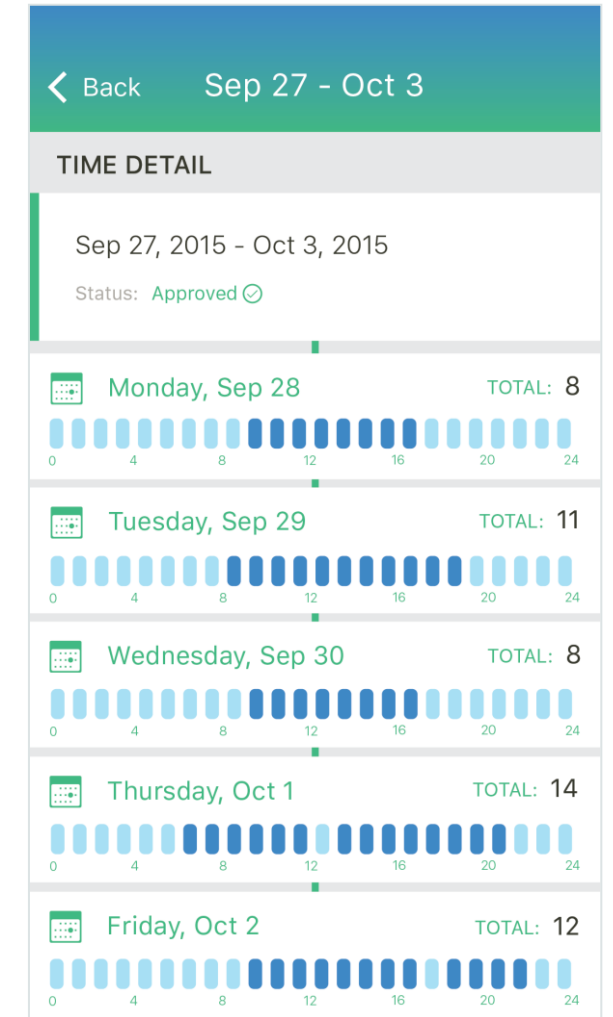 Back Sep 27 - Oct 3
TIME DETAIL
Sep 27, 2015 - Oct 3, 2015
Status: Approved
Monday, Sep 28 TOTAL: 8
0 4 8 12 16 20 24
Tuesday, Sep 29 TOTAL: 11
0 4 8 12 16 20 24
Wednesday, Sep 30 TOTAL: 8
0 4 8 12 16 20 24
Thursday, Oct 1 TOTAL: 14
0 4 8 12 16 20 24
Friday, Oct 2 TOTAL: 12
0 4 8 12 16 20 24